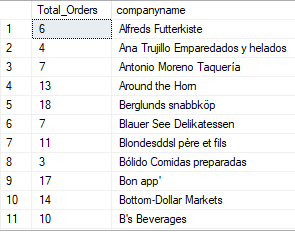 Total_Orders companyname
1 6 Alfreds Futterkiste
2 4 Ana Trujillo Emparedados y helados
3 7 Antonio Moreno Taquería
4 13 Around the Horn
5 18 Berglunds snabbköp
6 7 Blauer See Delikatessen
7 11 Blondesddsl père et fils
8 3 Bólido Comidas preparadas
9 17 Bon app'
10 14 Bottom-Dollar Markets
11 10 B's Beverages